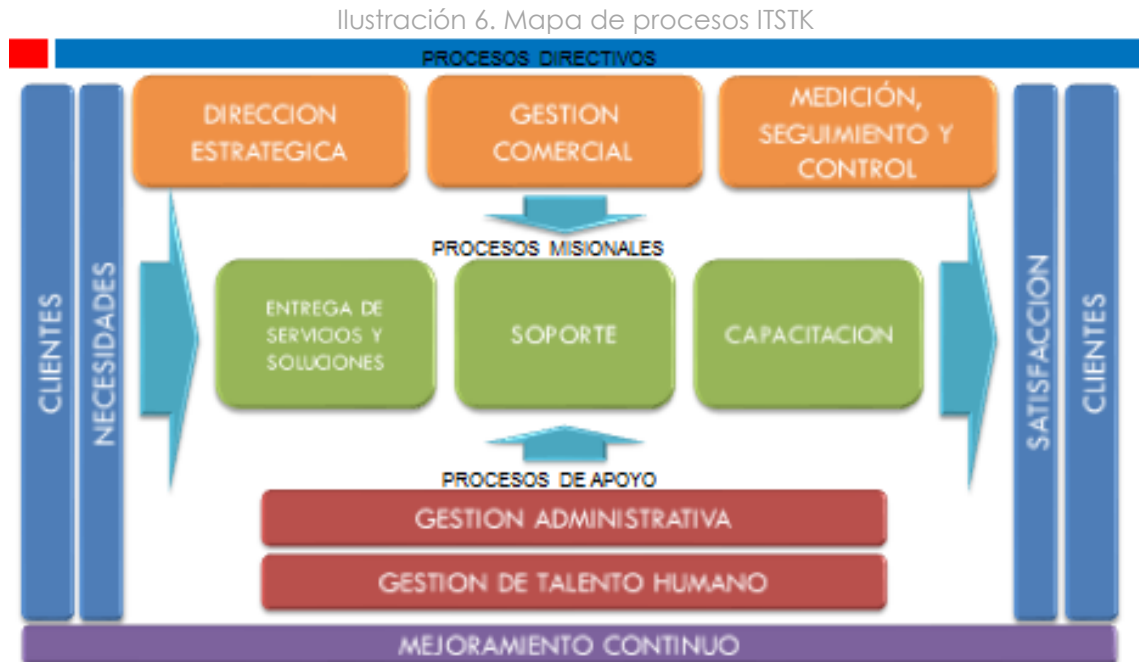 Ilustración 6. Mapa de procesos ITSTK
PROCESOS DIRECTIVOS
DIRECCION
ESTRATEGICA
GESTION
COMERCIAL
MEDICIÓN,
SEGUIMIENTO Y
CONTROL
CLIENTES
NECESIDADES
PROCESOS MISIONALES
ENTREGA DE
SERVICIOS Y
SOLUCIONES
SOPORTE
CAPACITACION
SATISFACCION
CLIENTES
PROCESOS DE APOYO
GESTION ADMINISTRATIVA
GESTION DE TALENTO HUMANO
MEJORAMIENTO CONTINUO